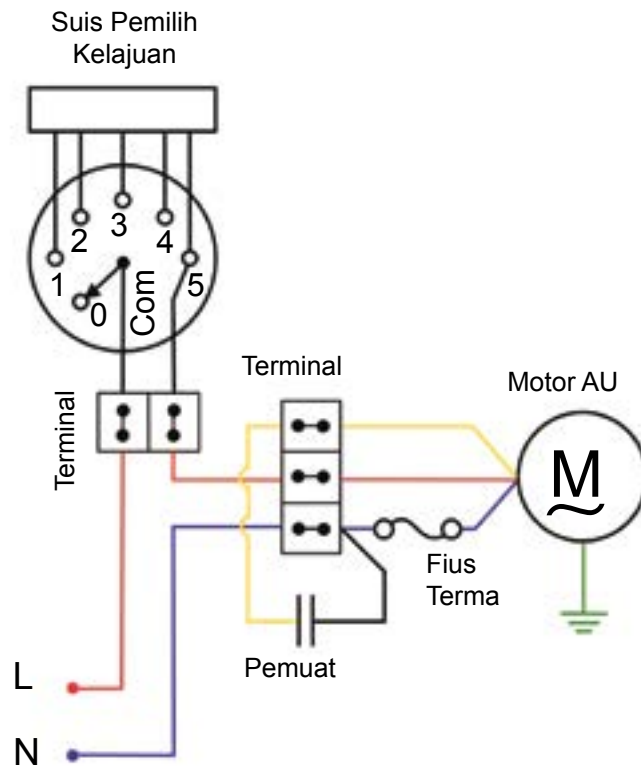 Suis Pemilih
Kelajuan
1
2
3
4
5
0
Com
Terminal
Terminal
Motor AU
M
Fius
Terma
Pemuat
L
N